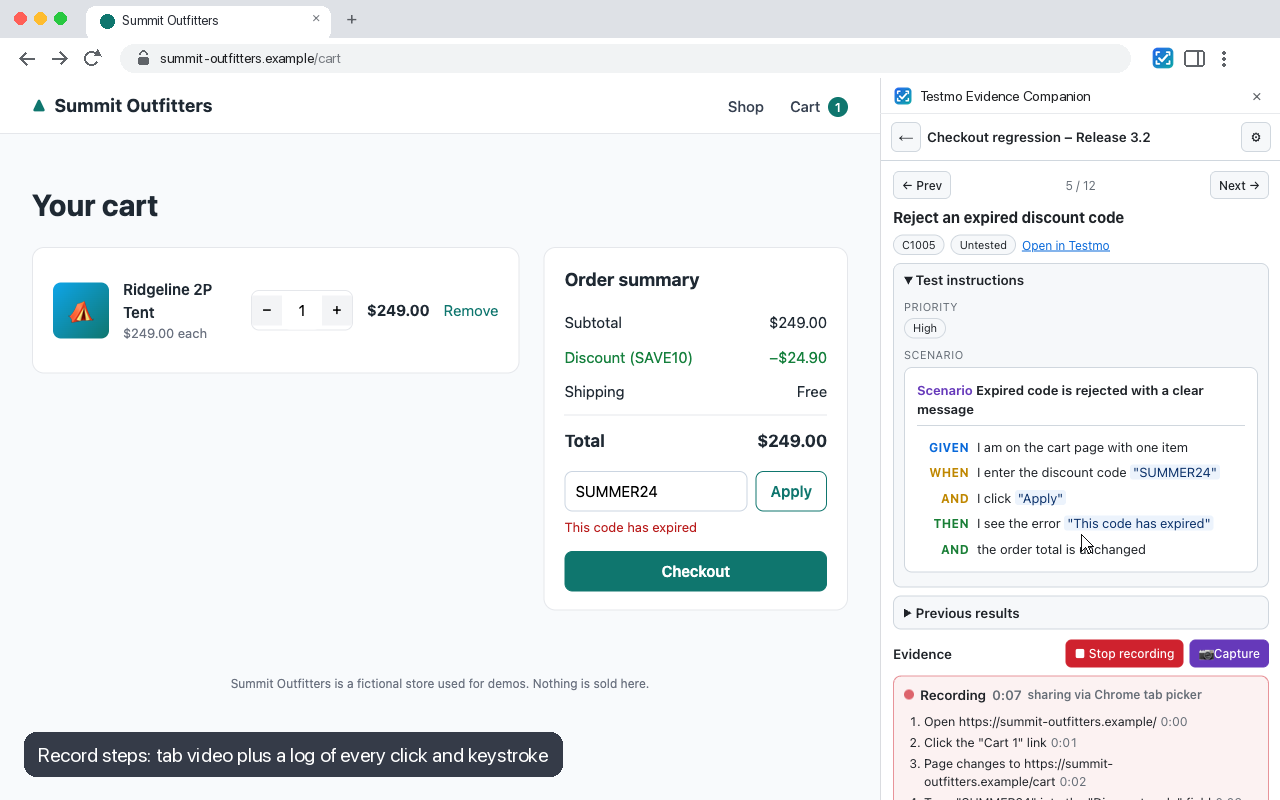 Summit Outfitters
summit-outfitters.example/cart
Summit Outfitters
Shop
Cart 1
Your cart
Ridgeline 2P
Tent
$249.00 each
− 1 +
$249.00
Remove
Order summary
Subtotal $249.00
Discount (SAVE10) −$24.90
Shipping Free
Total $249.00
SUMMER24
Apply
This code has expired
Checkout
Summit Outfitters is a fictional store used for demos. Nothing is sold here.
Record steps: tab video plus a log of every click and keystroke
Testmo Evidence Companion
Checkout regression – Release 3.2
← Prev
5 / 12
Next →
Reject an expired discount code
C1005
Untested
Open in Testmo
Test instructions
PRIORITY
High
SCENARIO
Scenario Expired code is rejected with a clear
message
GIVEN I am on the cart page with one item
WHEN I enter the discount code "SUMMER24"
AND I click "Apply"
THEN I see the error "This code has expired"
AND the order total is unchanged
Previous results
Evidence
Stop recording
Capture
Recording 0:07 sharing via Chrome tab picker
1. Open https://summit-outfitters.example/ 0:00
2. Click the "Cart 1" link 0:01
3. Page changes to https://summit-
outfitters.example/cart 0:02